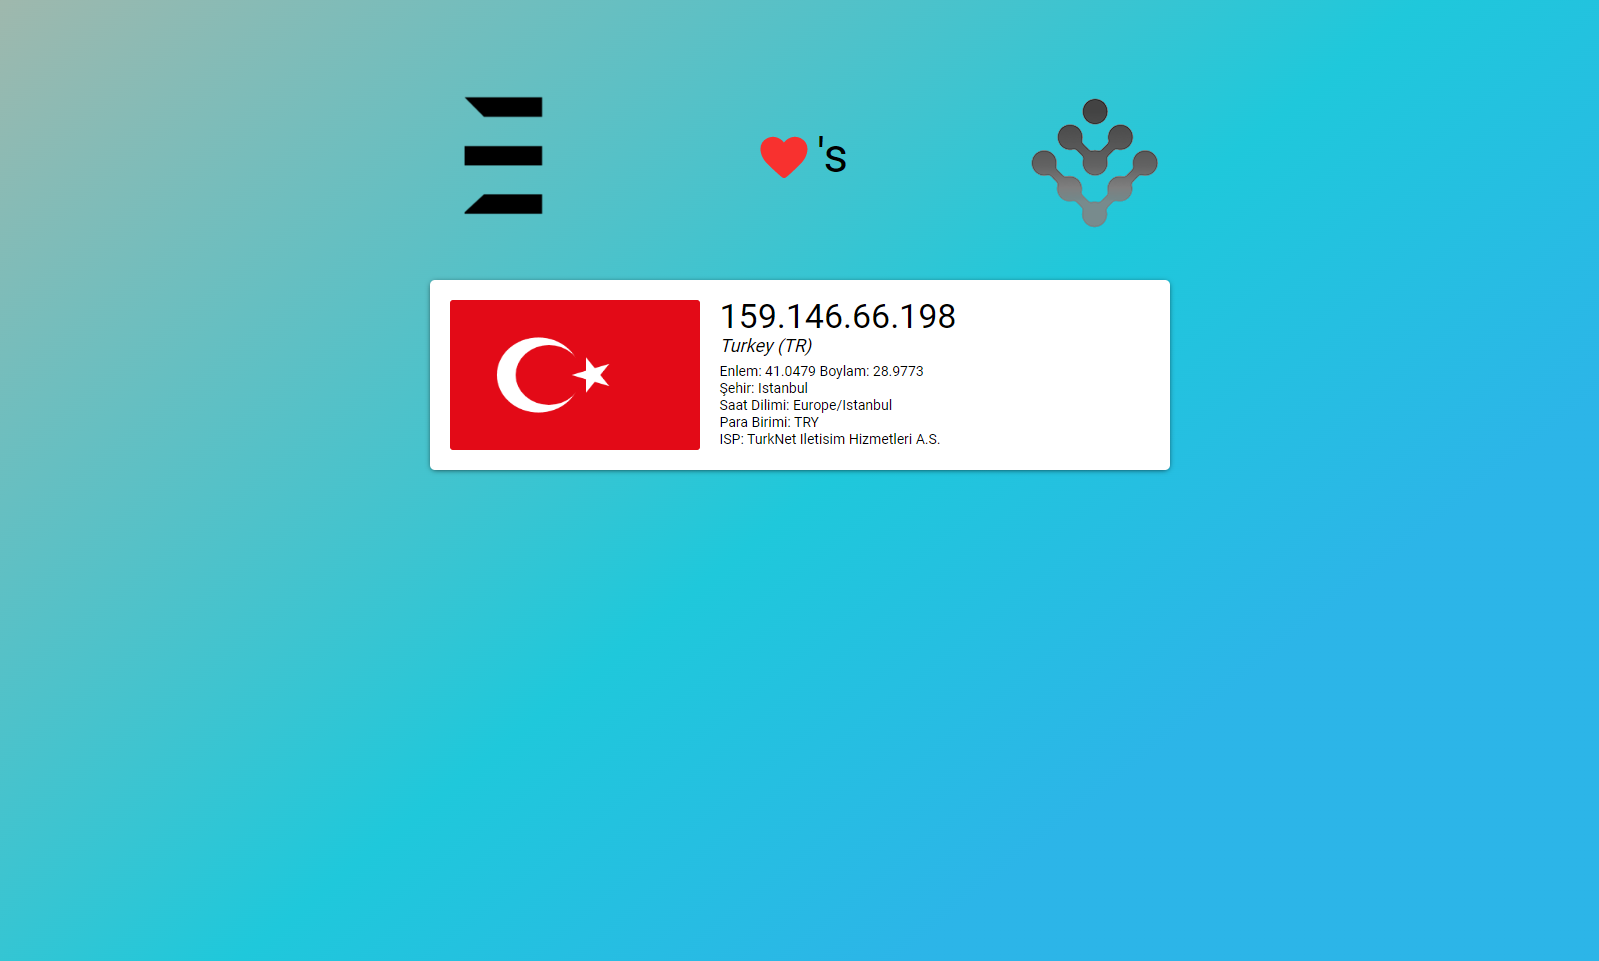 's
159.146.66.198
Turkey (TR)
Enlem: 41.0479 Boylam: 28.9773
Şehir: Istanbul
Saat Dilimi: Europe/Istanbul
Para Birimi: TRY
ISP: TurkNet Iletisim Hizmetleri A.S.